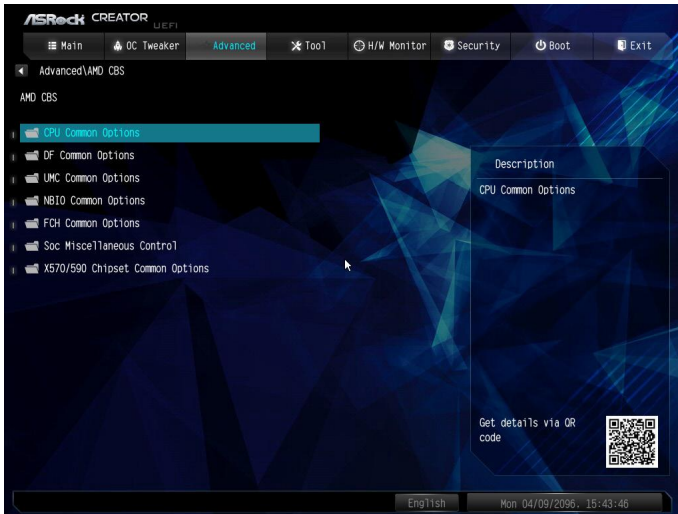 ASRock CREATOR UEFI
Main OC Tweaker Advanced Tool H/W Monitor Security Boot Exit
Advanced\AMD CBS
AMD CBS
CPU Common Options
DF Common Options
UMC Common Options
NBIO Common Options
FCH Common Options
Soc Miscellaneous Control
X570/590 Chipset Common Options
Description
CPU Common Options
Get details via QR
code
English
Mon 04/09/2096. 15:43:46